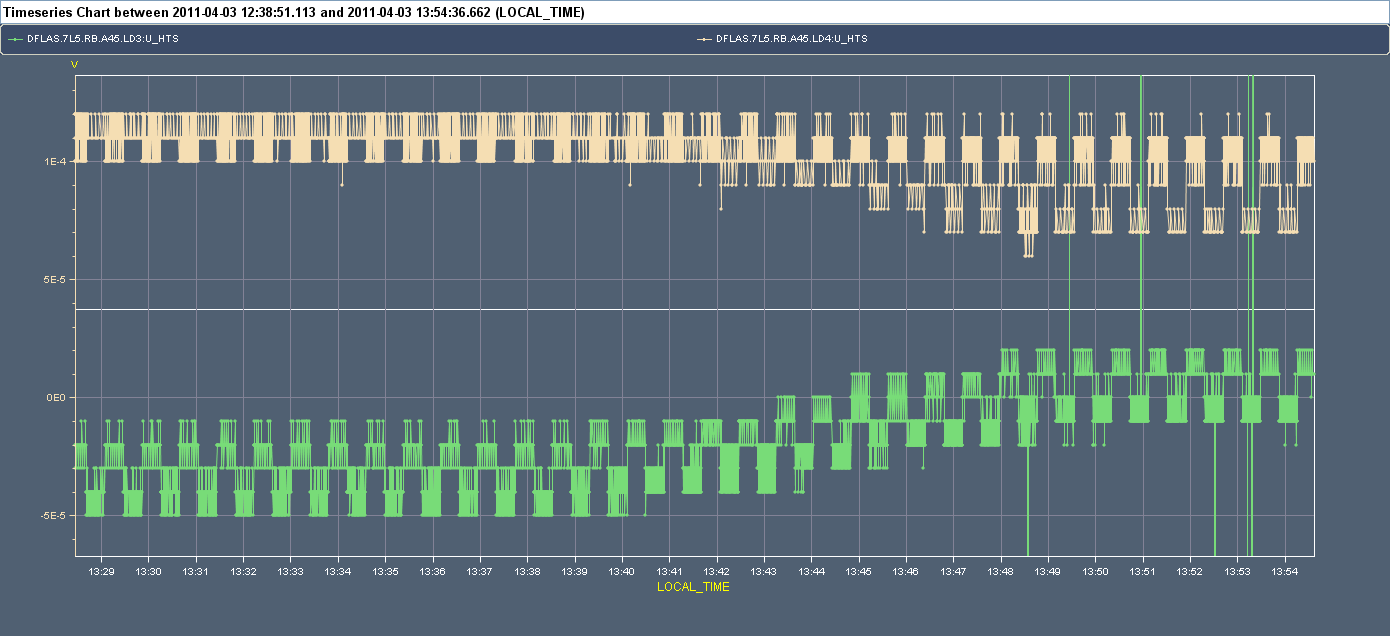 Timeseries Chart between 2011-04-03 12:38:51.113 and 2011-04-03 13:54:36.662 (LOCAL_TIME)
DFLAS.7L5.RB.A45.LD3:U_HTS DFLAS.7L5.RB.A45.LD4:U_HTS
V
1E-4
5E-5
0E0
-5E-5
13:29 13:30 13:31 13:32 13:33 13:34 13:35 13:36 13:37 13:38 13:39 13:40 13:41 13:42 13:43 13:44 13:45 13:46 13:47 13:48 13:49 13:50 13:51 13:52 13:53 13:54
LOCAL_TIME